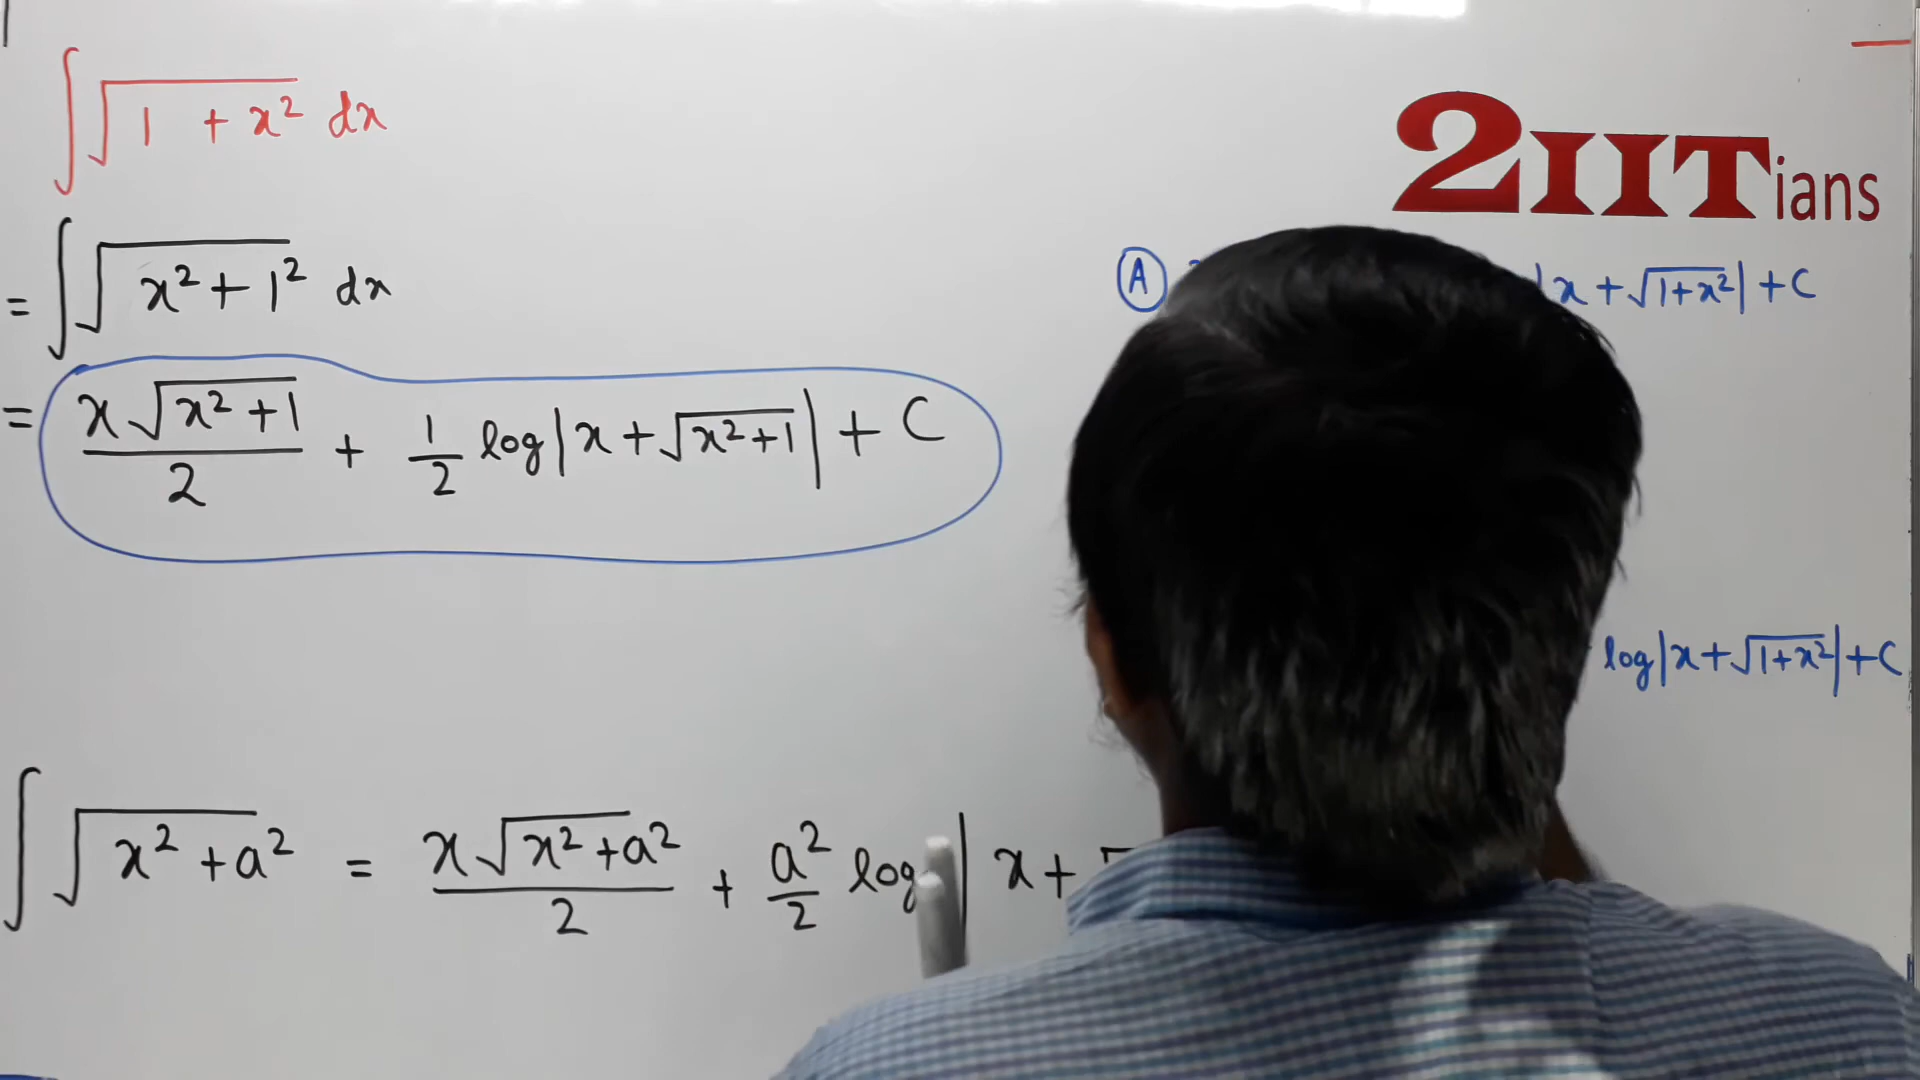 ∫√(1 + x²) dx
2IITians
= ∫√(x² + 1²) dx
Ⓐ
x + √(1+x²)| + C
= x√(x² + 1)/2 + 1/2 log|x + √(x² + 1)| + C
log|x + √(1+x²)| + C
∫√(x² + a²) = x√(x² + a²)/2 + a²/2 log| x +